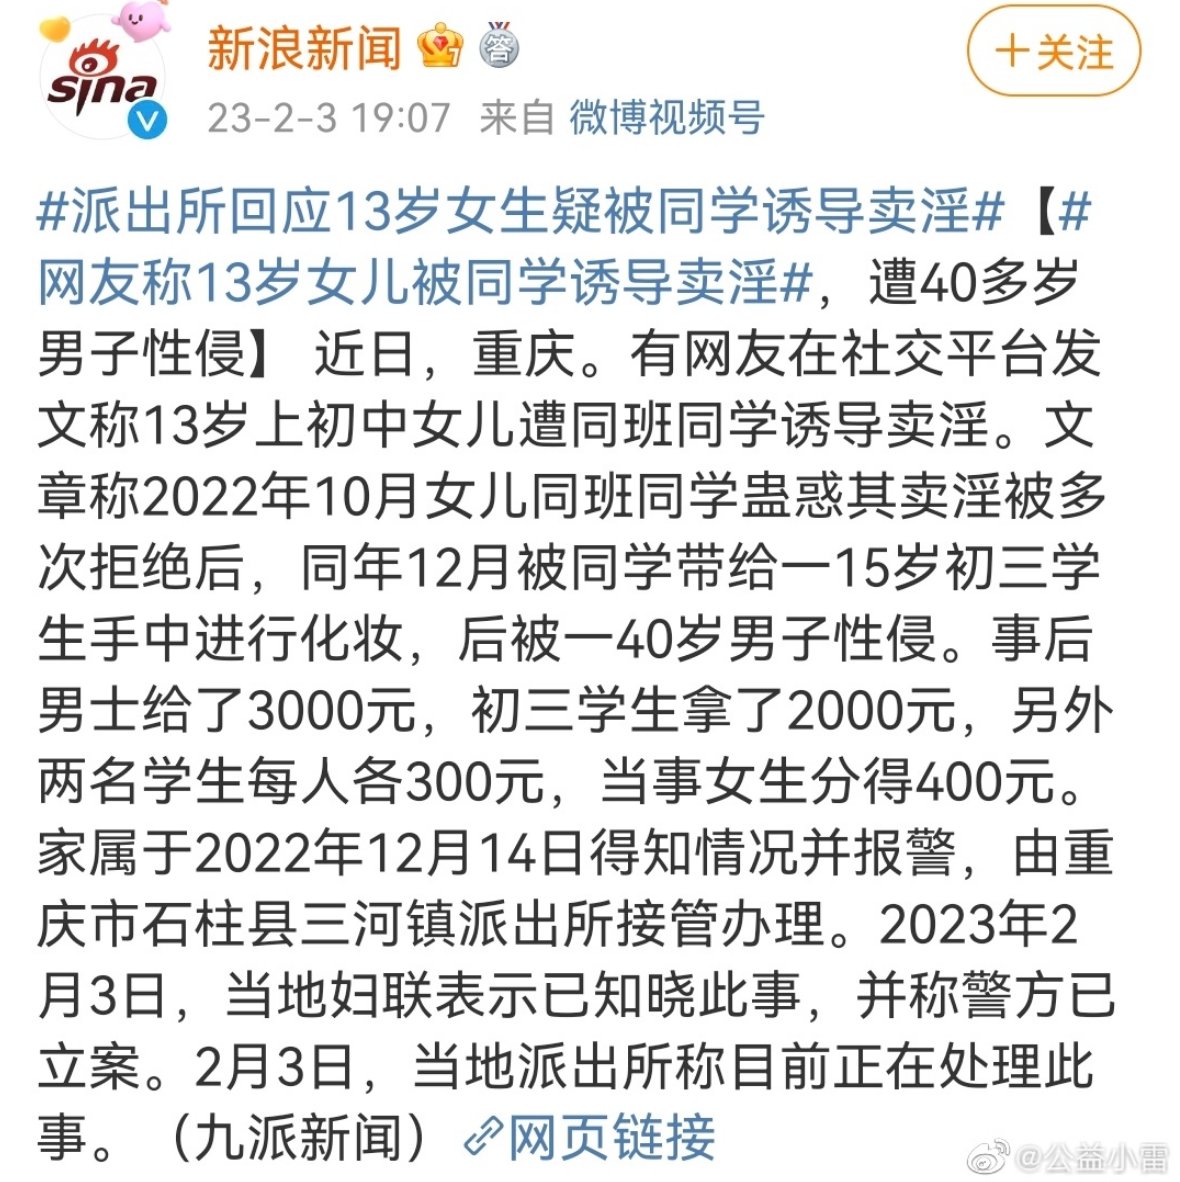 sina
新浪新闻
答
+关注
23-2-3 19:07 来自 微博视频号
#派出所回应13岁女生疑被同学诱导卖淫#【#
网友称13岁女儿被同学诱导卖淫#，遭40多岁
男子性侵】 近日，重庆。有网友在社交平台发
文称13岁上初中女儿遭同班同学诱导卖淫。文
章称2022年10月女儿同班同学蛊惑其卖淫被多
次拒绝后，同年12月被同学带给一15岁初三学
生手中进行化妆，后被一40岁男子性侵。事后
男士给了3000元，初三学生拿了2000元，另外
两名学生每人各300元，当事女生分得400元。
家属于2022年12月14日得知情况并报警，由重
庆市石柱县三河镇派出所接管办理。2023年2
月3日，当地妇联表示已知晓此事，并称警方已
立案。2月3日，当地派出所称目前正在处理此
事。（九派新闻）网页链接
@公益小雷